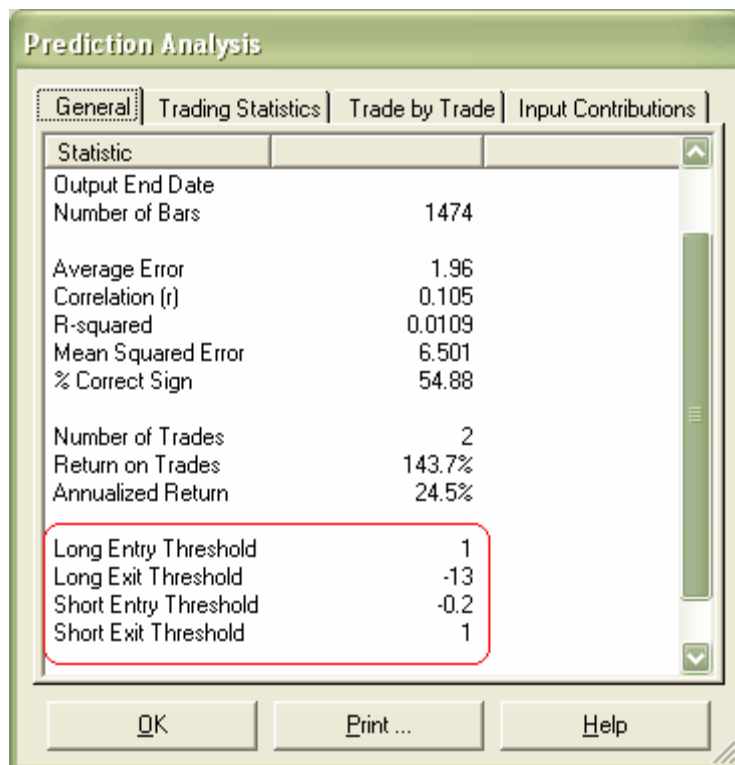 Prediction Analysis
General Trading Statistics Trade by Trade Input Contributions
Statistic
Output End Date
Number of Bars 1474
Average Error 1.96
Correlation (r) 0.105
R-squared 0.0109
Mean Squared Error 6.501
% Correct Sign 54.88
Number of Trades 2
Return on Trades 143.7%
Annualized Return 24.5%
Long Entry Threshold 1
Long Exit Threshold -13
Short Entry Threshold -0.2
Short Exit Threshold 1
OK Print ... Help